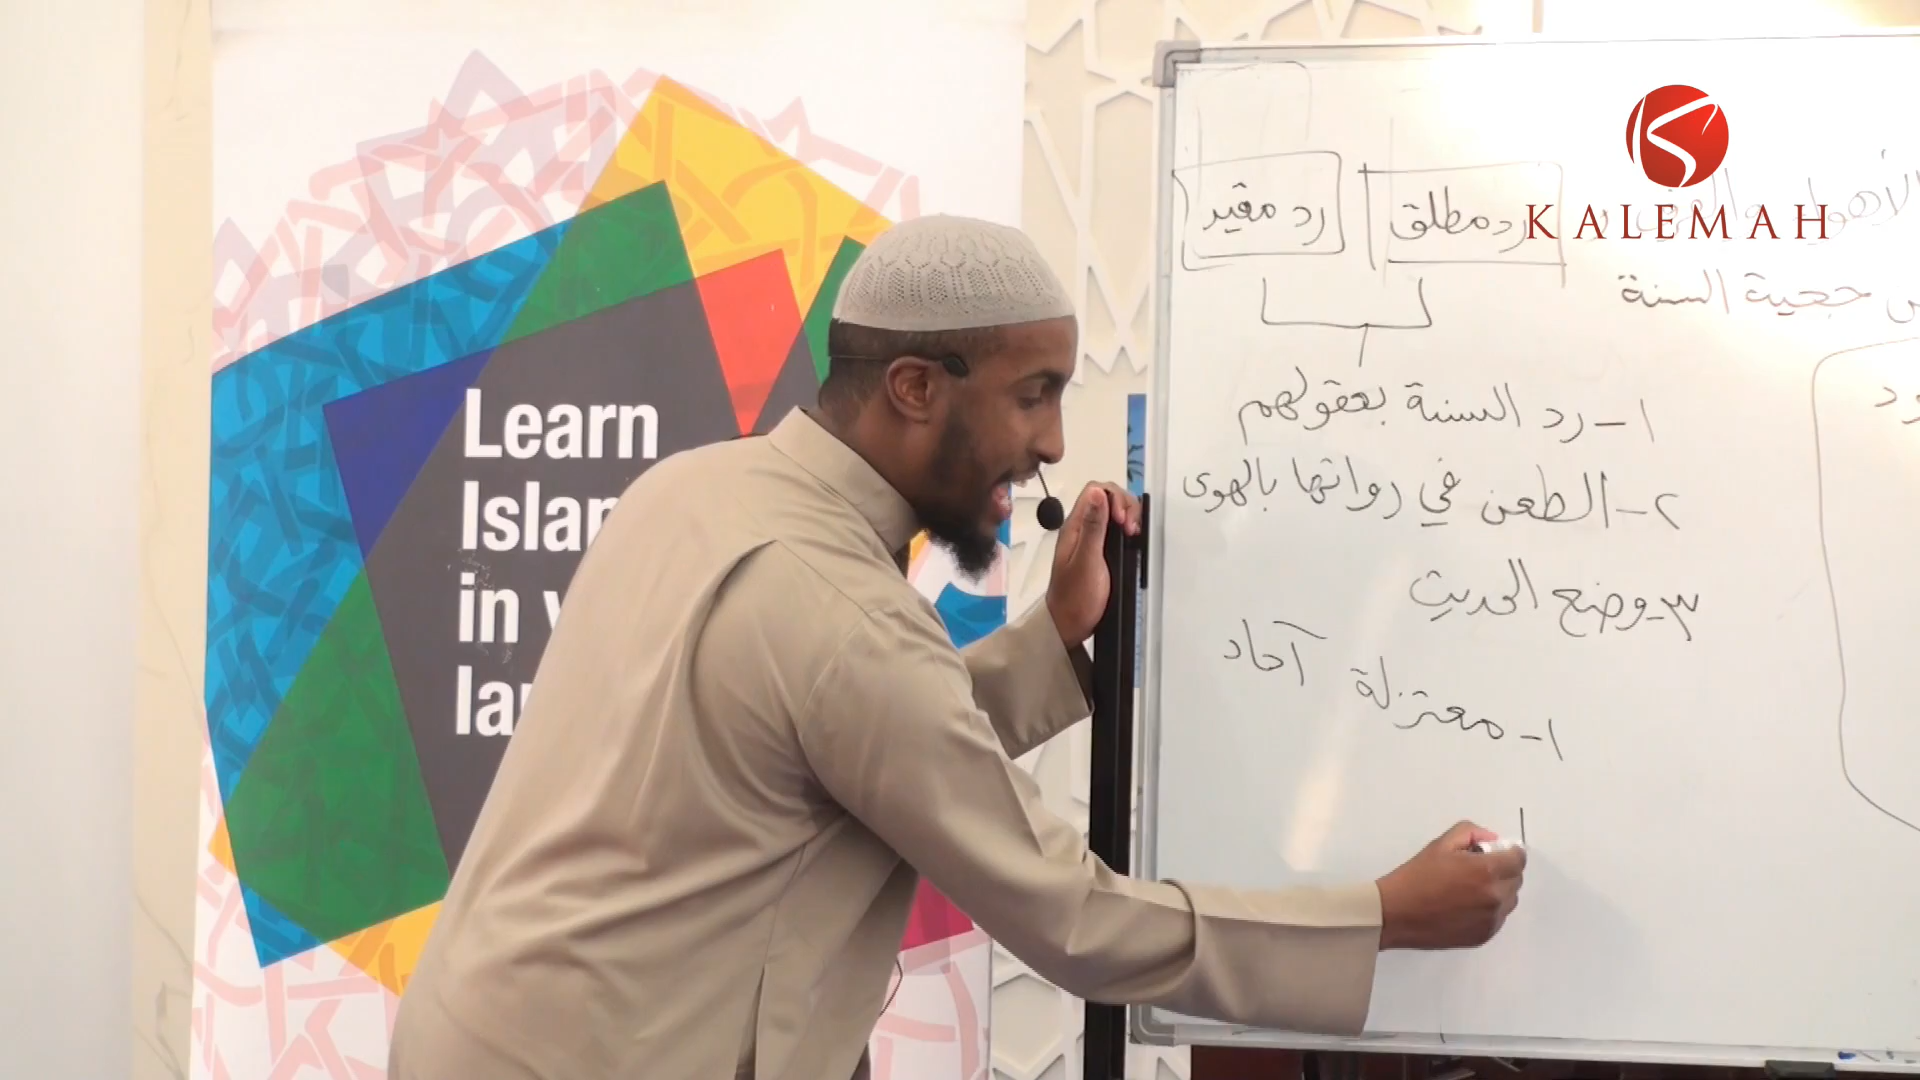 Learn
Islam
in
KALEMAH
رد مطلق
رد مقيد
حجية السنة
١- رد السنة بعقولهم
٢- الطعن في رواتها بالهوى
٣- وضع الحديث
١- معتزلة آحاد